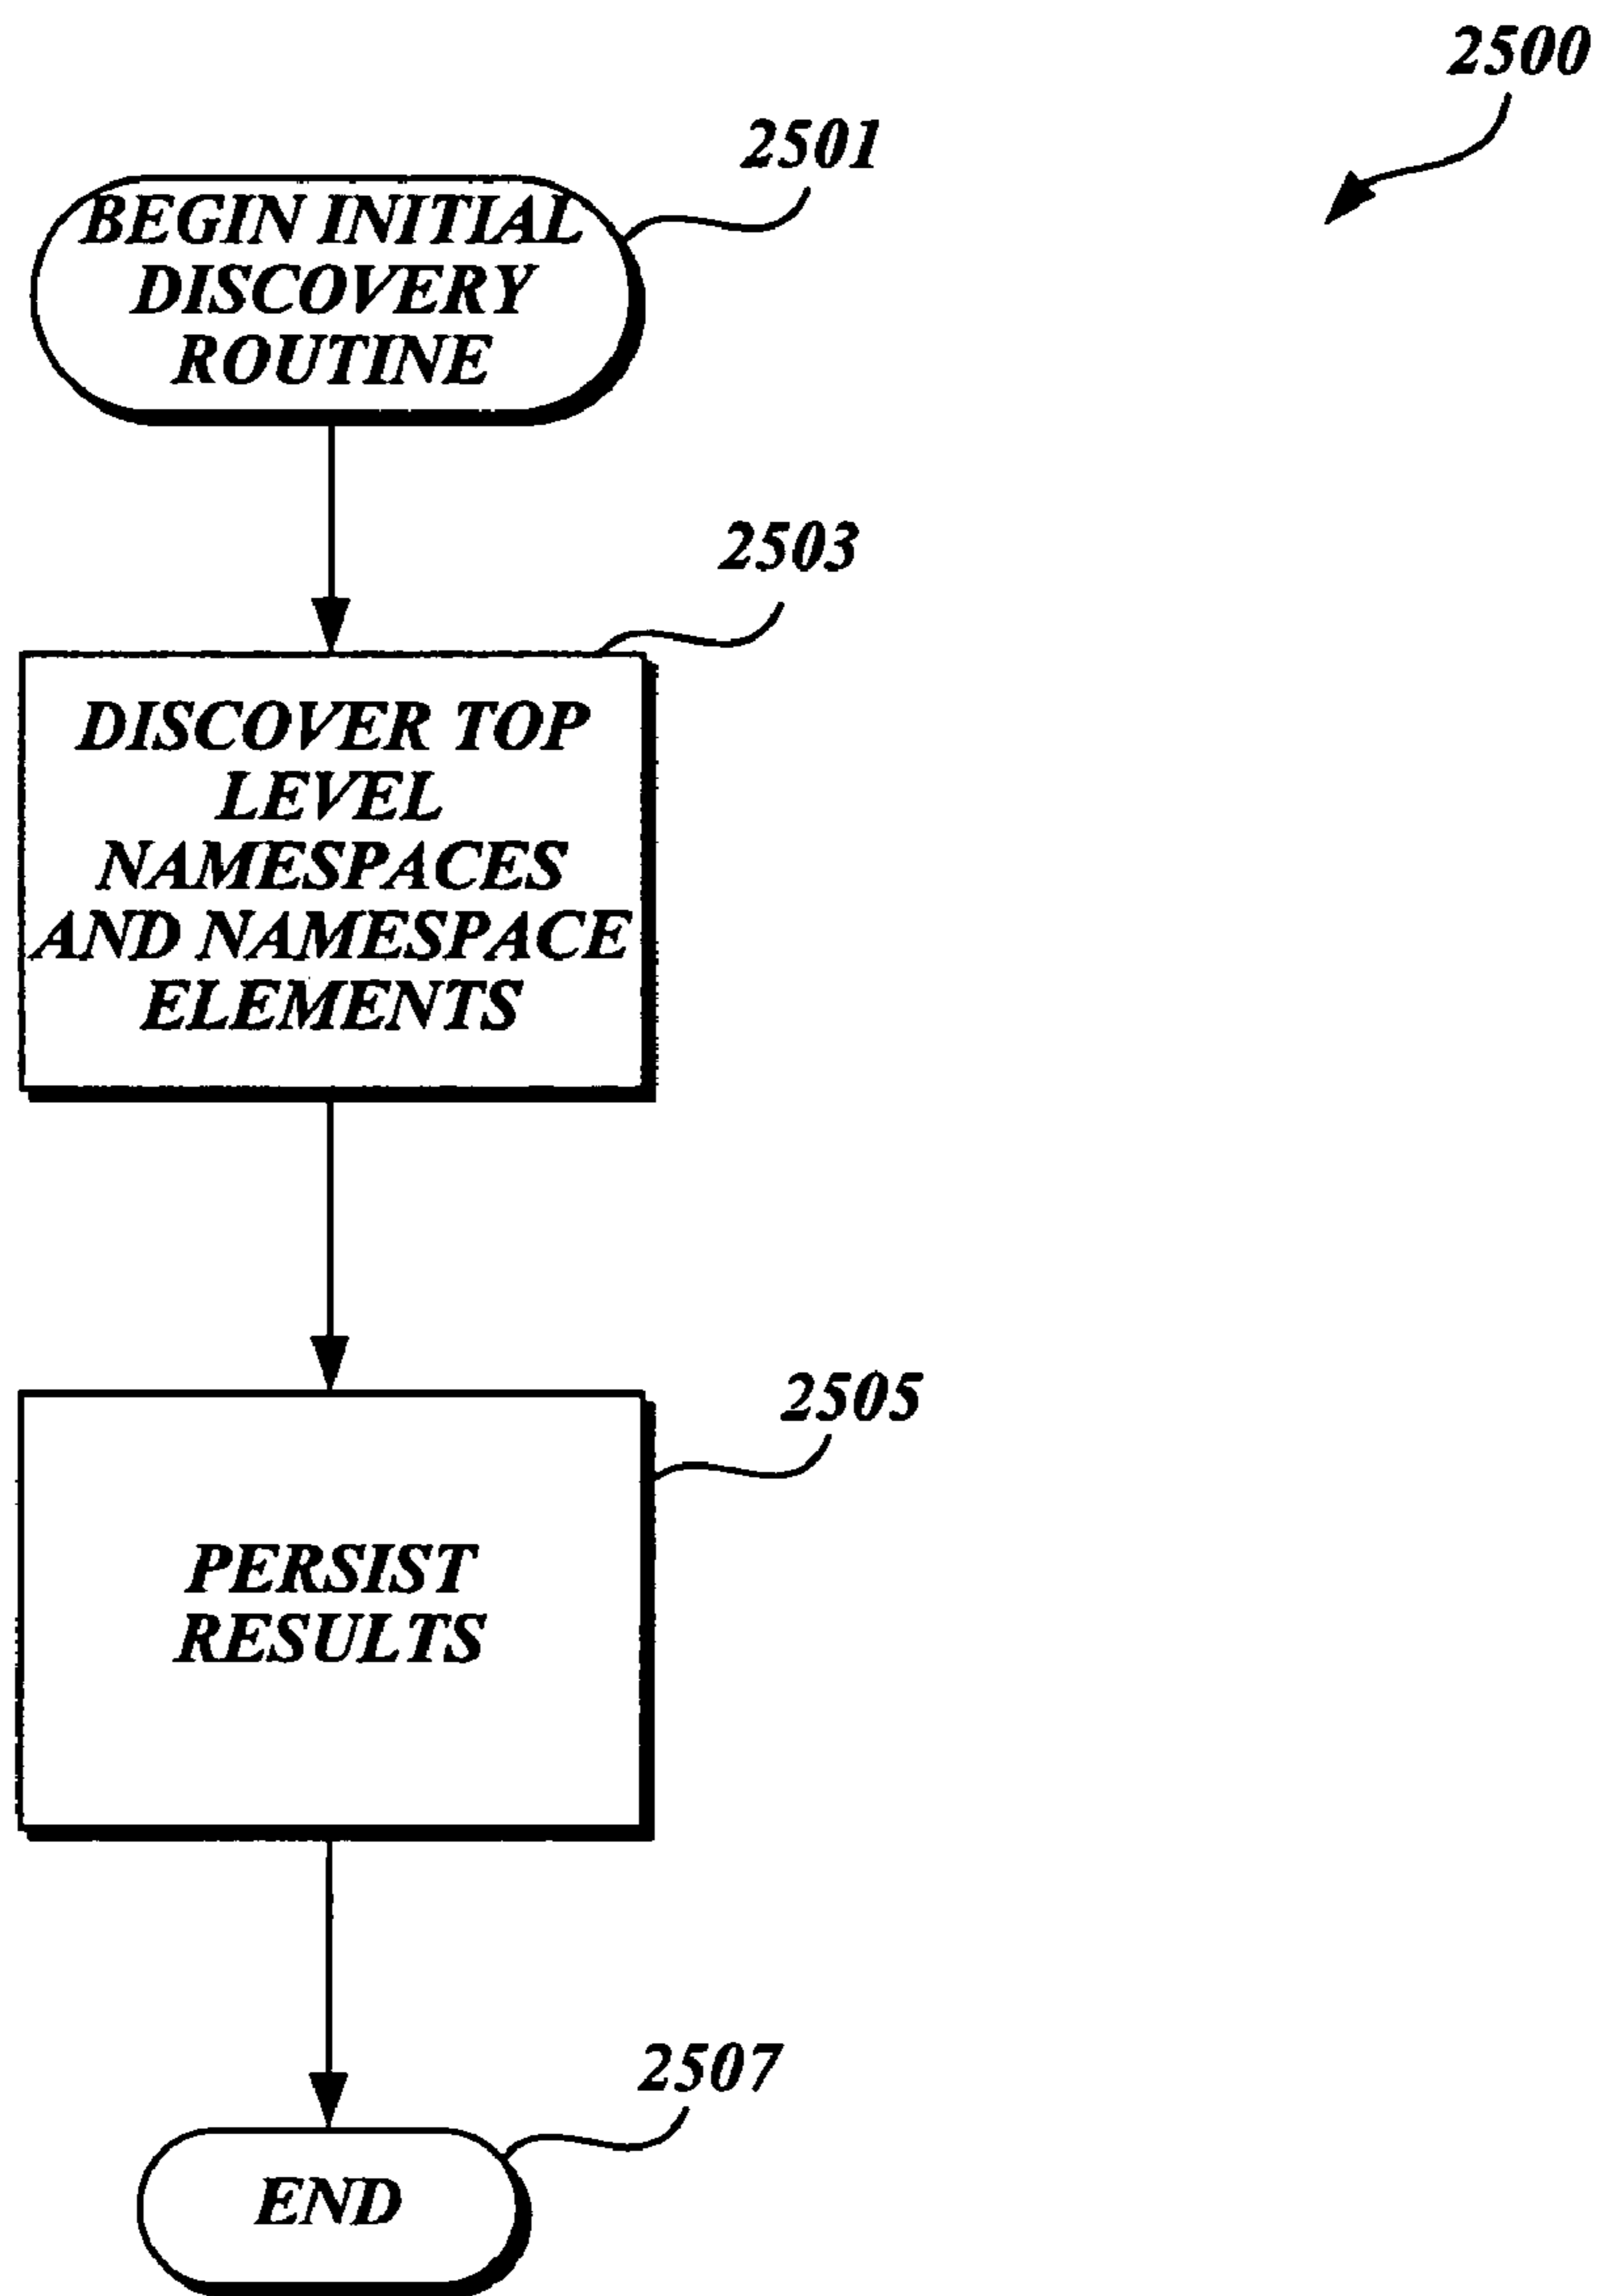 2500
2501
BEGIN INITIAL
DISCOVERY
ROUTINE
2503
DISCOVER TOP
LEVEL
NAMESPACES
AND NAMESPACE
ELEMENTS
2505
PERSIST
RESULTS
2507
END